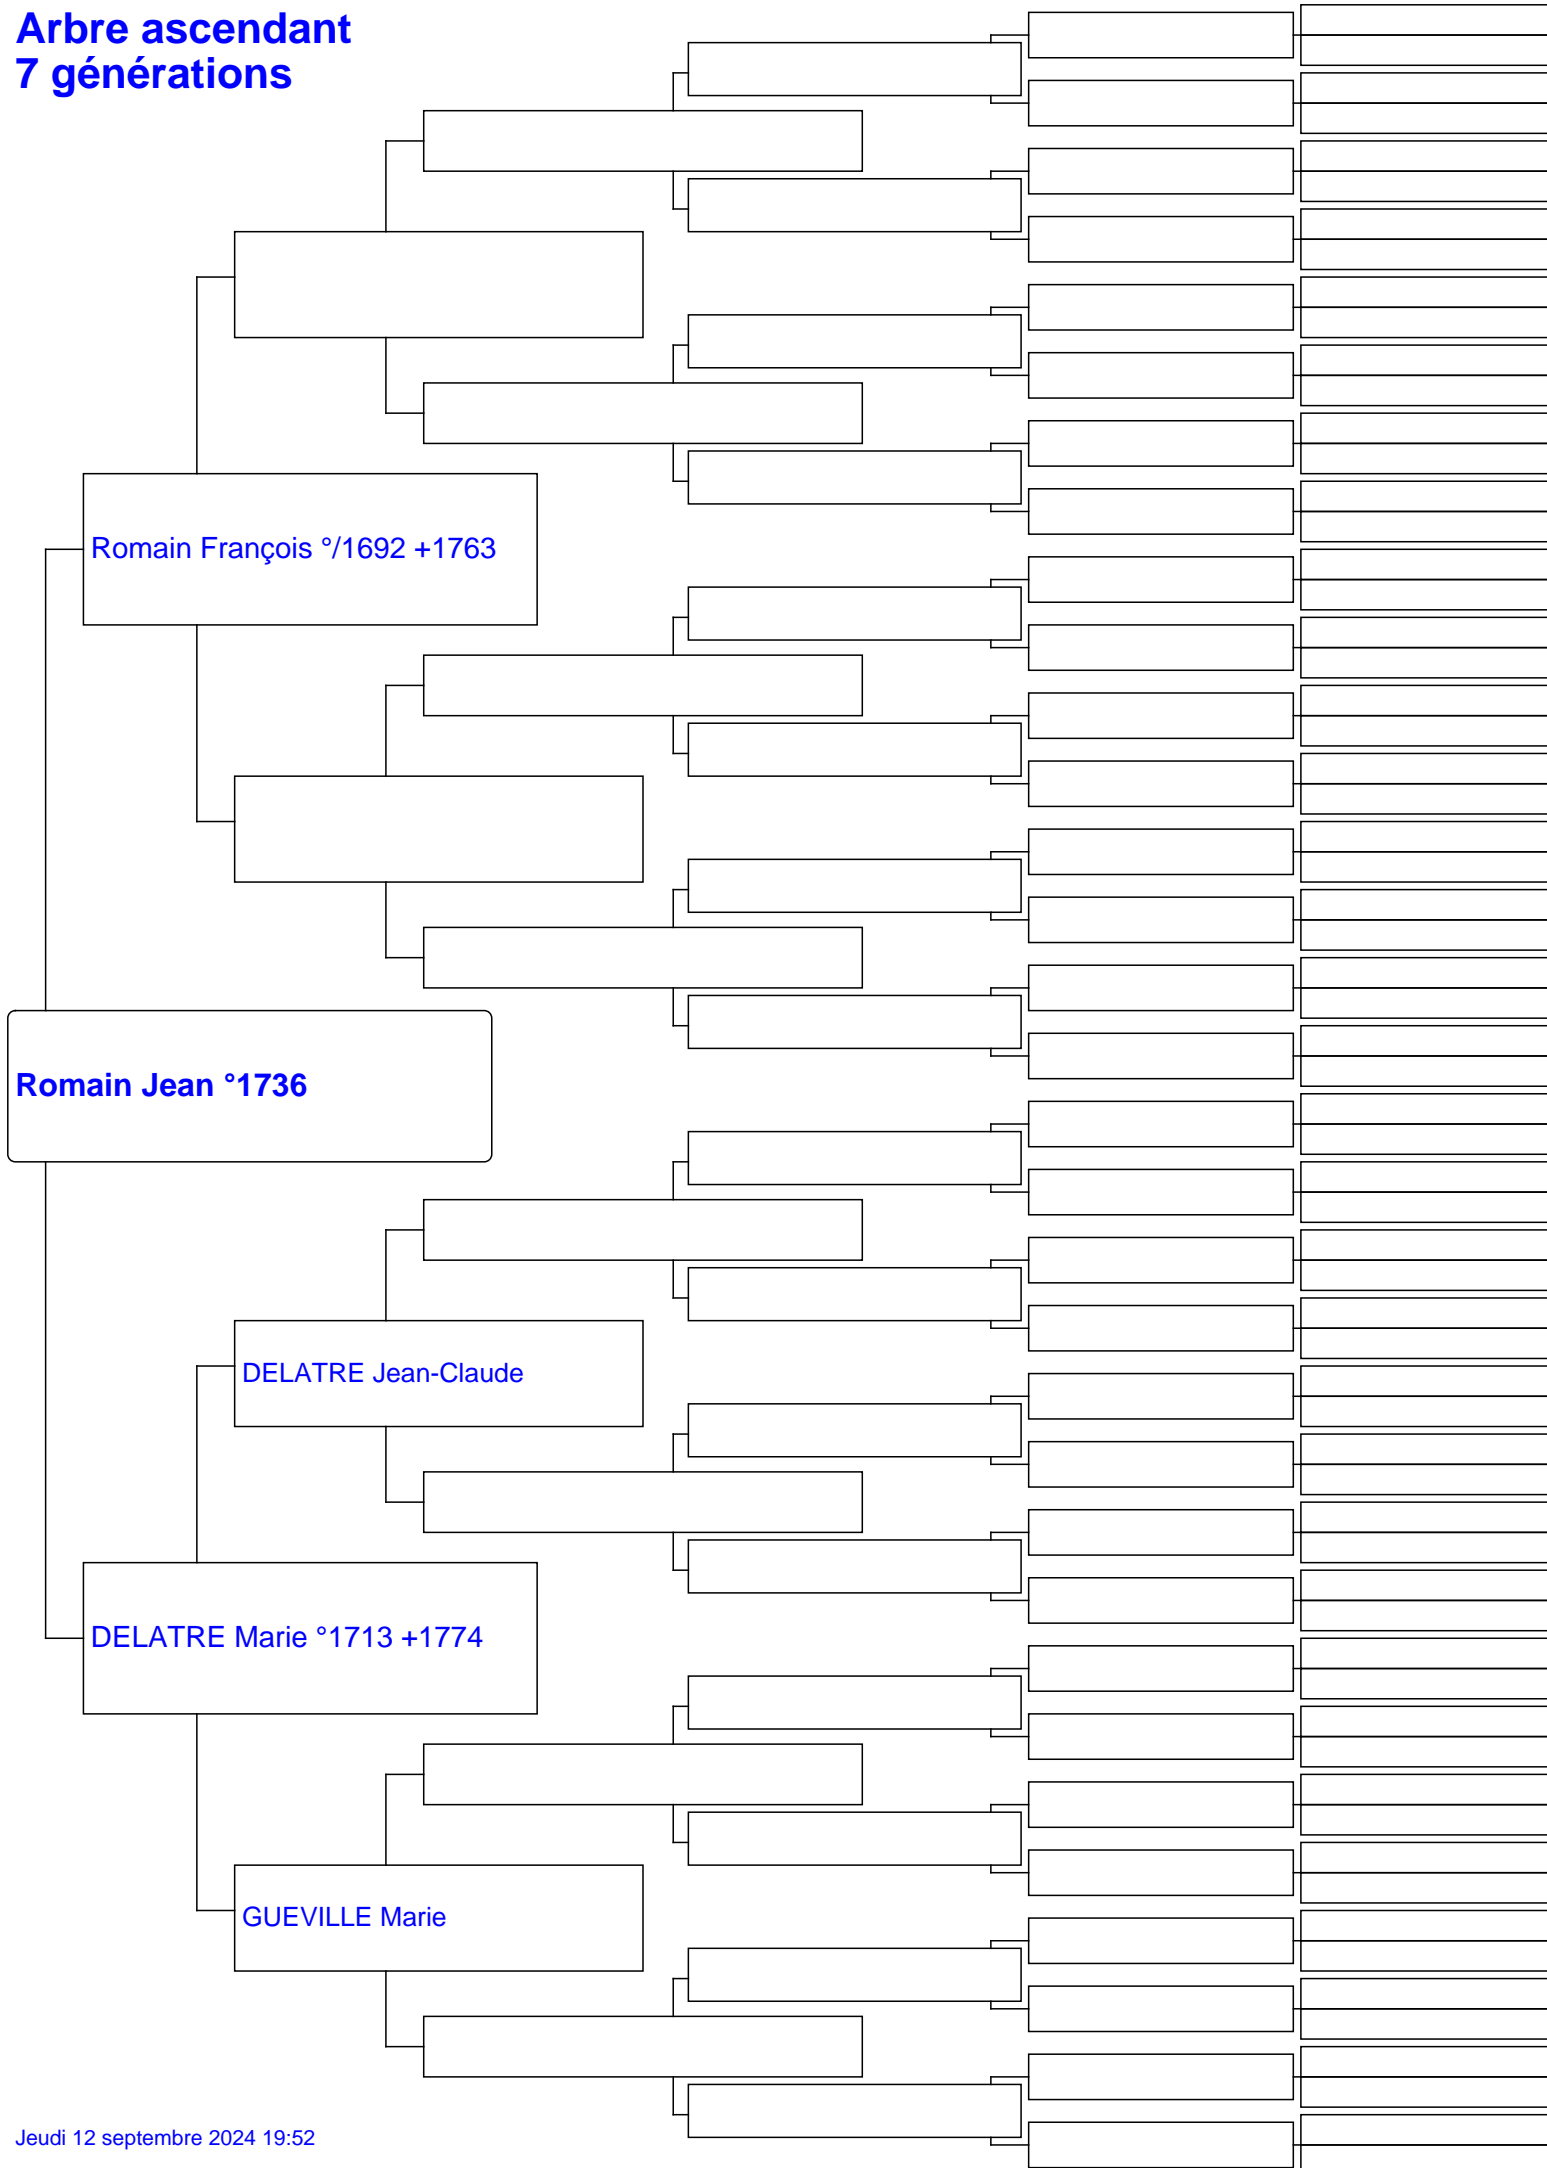 Arbre ascendant
7 générations
Romain François °/1692 +1763
Romain Jean °1736
DELATRE Jean-Claude
DELATRE Marie °1713 +1774
GUEVILLE Marie
Jeudi 12 septembre 2024 19:52